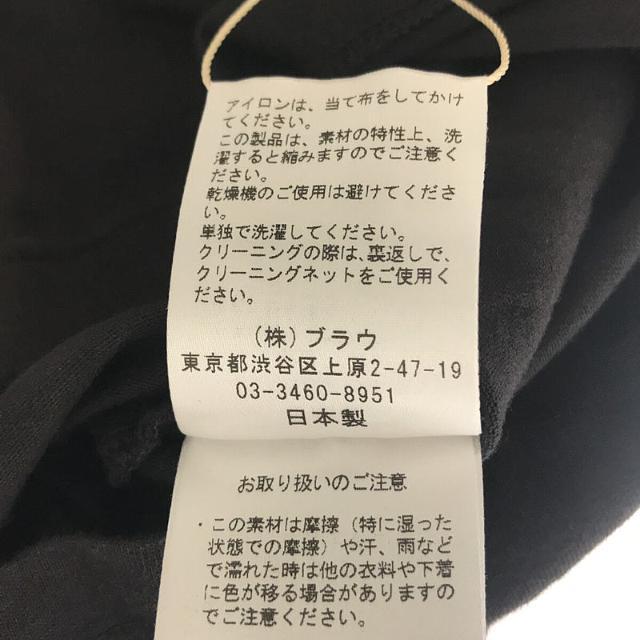 アイロンは、当て布をしてかけ
てください。
この製品は、素材の特性上、洗
濯すると縮みますのでご注意く
ださい。
乾燥機のご使用は避けてくださ
い。
単独で洗濯してください。
クリーニングの際は、裏返しで、
クリーニングネットをご使用く
ださい。
(株)ブラウ
東京都渋谷区上原2-47-19
03-3460-8951
日本製
お取り扱いのご注意
・この素材は摩擦(特に湿った
状態での摩擦)や汗、雨など
で濡れた時は他の衣料や下着
に色が移る場合がありますの
でご注意ください。